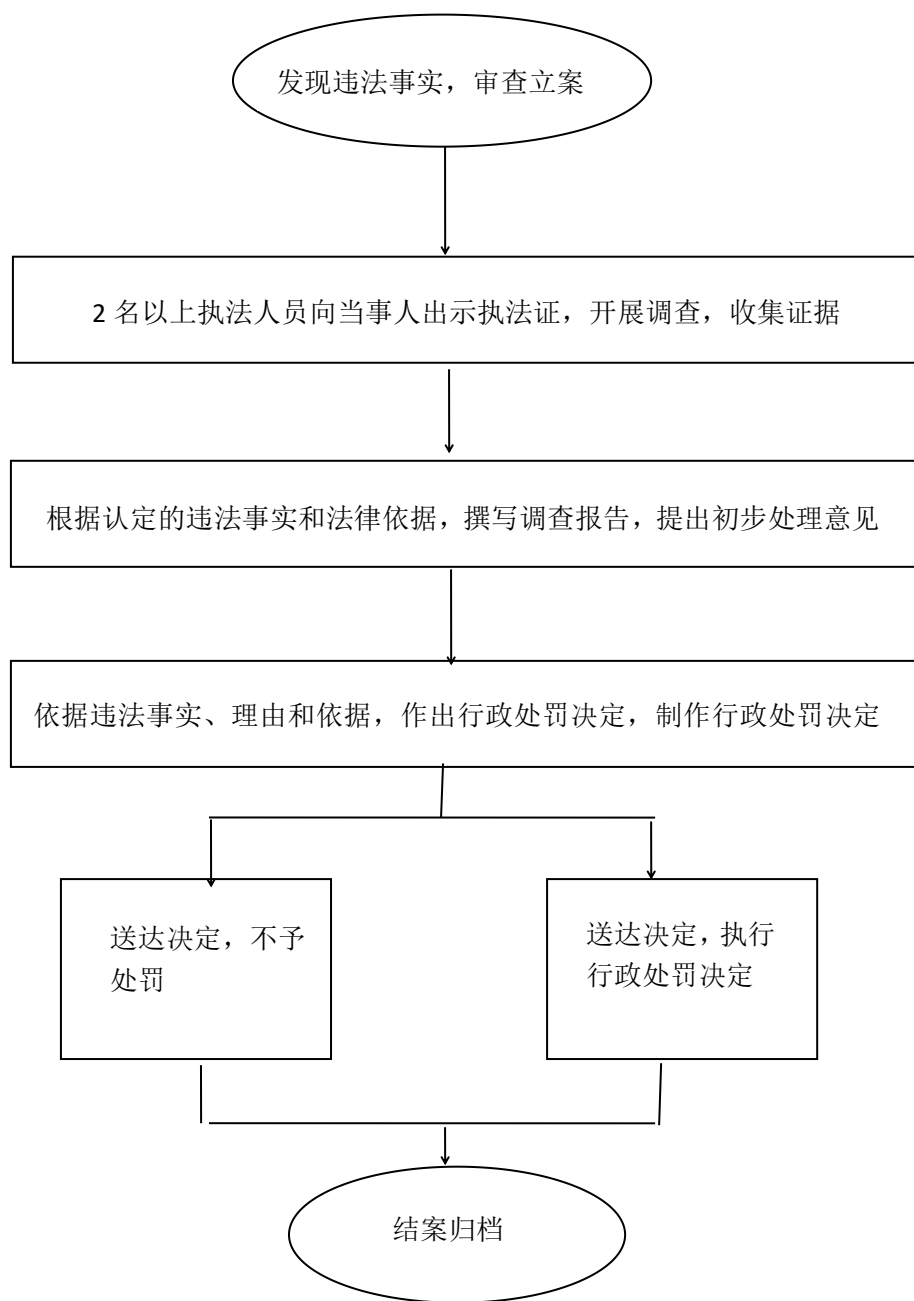 发现违法事实，审查立案
2 名以上执法人员向当事人出示执法证，开展调查，收集证据
根据认定的违法事实和法律依据，撰写调查报告，提出初步处理意见
依据违法事实、理由和依据，作出行政处罚决定，制作行政处罚决定
送达决定，不予
处罚
送达决定，执行
行政处罚决定
结案归档